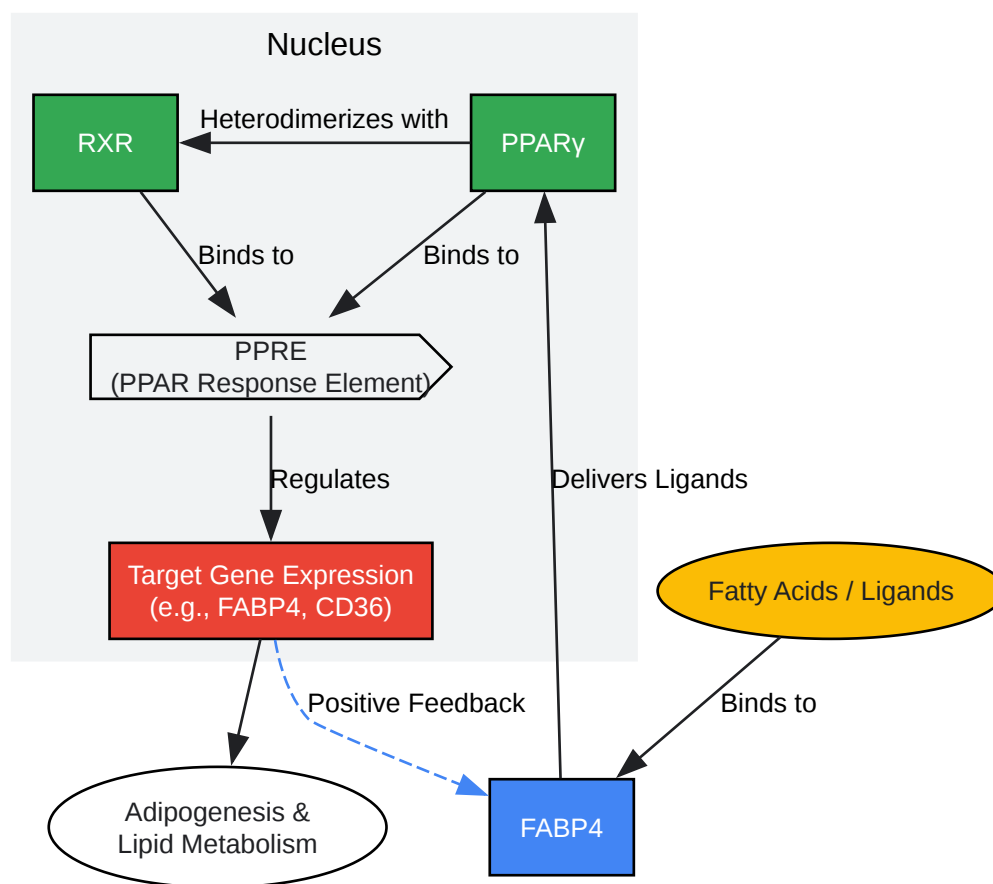 Nucleus
RXR
Heterodimerizes with
PPARγ
Binds to
Binds to
PPRE
(PPAR Response Element)
Regulates
Delivers Ligands
Target Gene Expression
(e.g., FABP4, CD36)
Fatty Acids / Ligands
Positive Feedback
Binds to
Adipogenesis &
Lipid Metabolism
FABP4